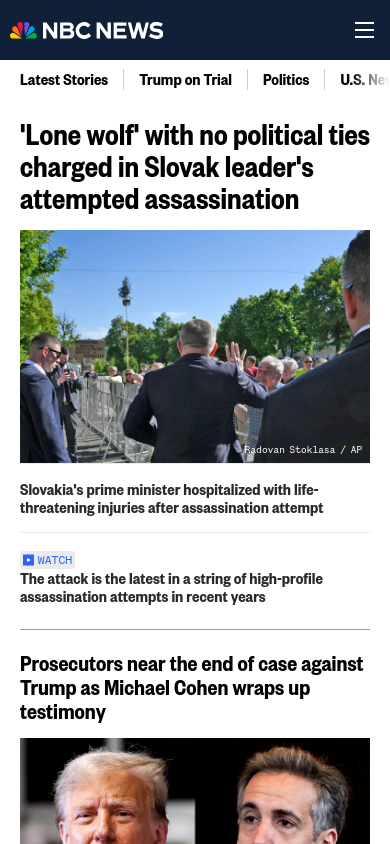 NBC NEWS
Latest Stories
Trump on Trial
Politics
U.S.
'Lone wolf' with no political ties
charged in Slovak leader's
attempted assassination
Radovan Stoklasa / AP
Slovakia's prime minister hospitalized with life-
threatening injuries after assassination attempt
WATCH
The attack is the latest in a string of high-profile
assassination attempts in recent years
Prosecutors near the end of case against
Trump as Michael Cohen wraps up
testimony